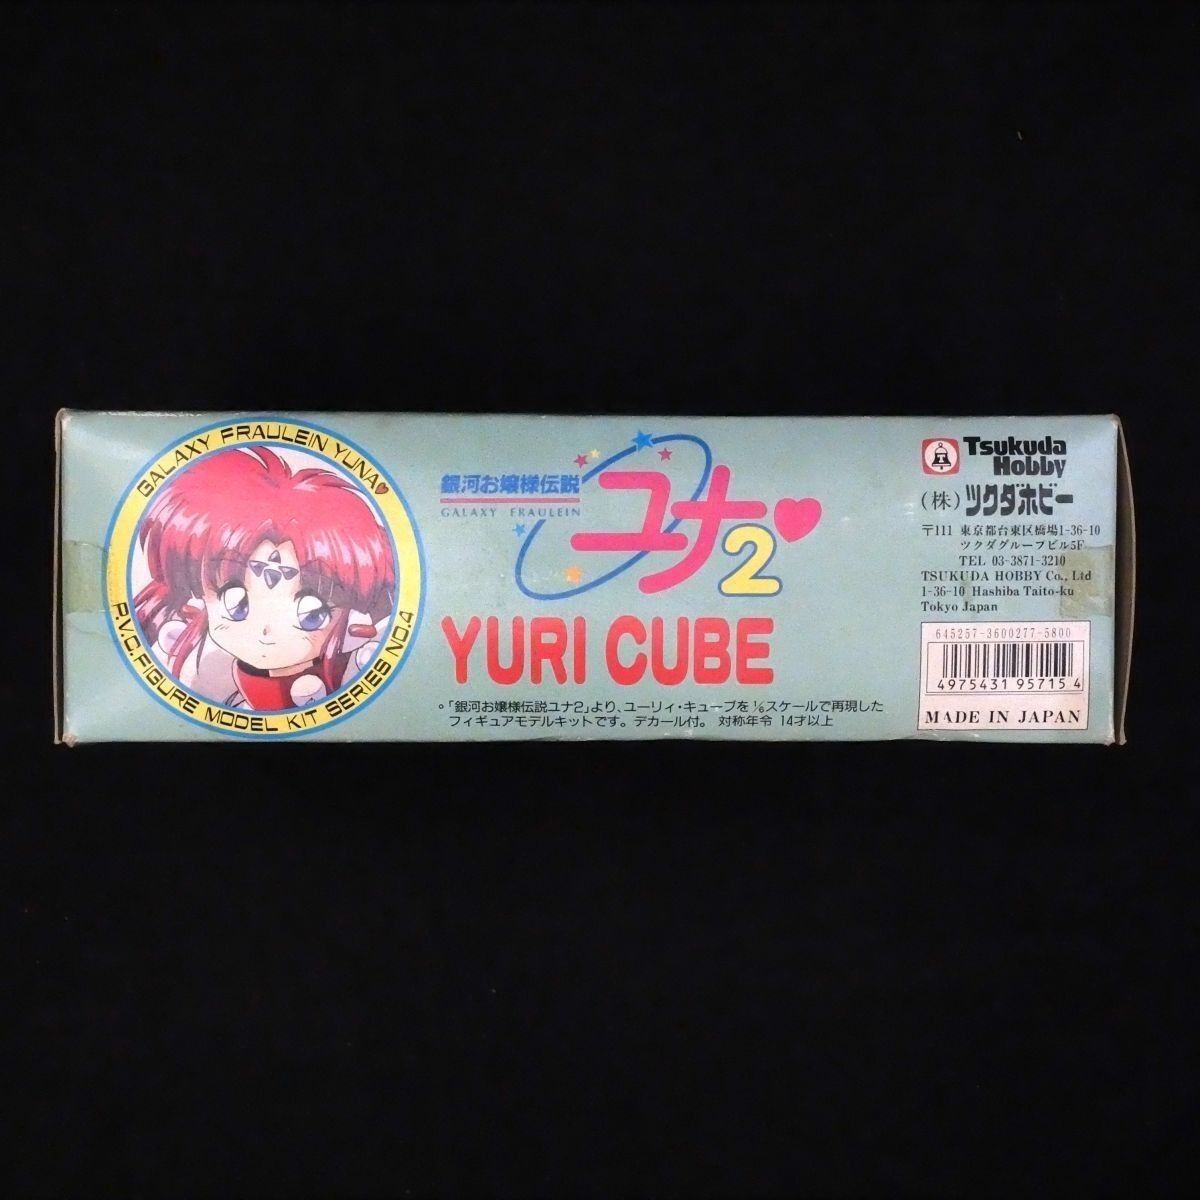 GALAXY FRAULEIN YUNA♥
P.V.C. FIGURE MODEL KIT SERIES NO.4
銀河お嬢様伝説
GALAXY FRAULEIN
ユナ2♥
YURI CUBE
。「銀河お嬢様伝説ユナ2」より、ユーリィ・キューブを1/6スケールで再現した
フィギュアモデルキットです。デカール付。 対称年令 14才以上
Tsukuda
Hobby
(株)ツクダホビー
〒111 東京都台東区橋場1-36-10
ツクダグループビル5F
TEL 03-3871-3210
TSUKUDA HOBBY Co., Ltd
1-36-10 Hashiba Taito-ku
Tokyo Japan
645257-3600277-5800
4975431 95715 4
MADE IN JAPAN